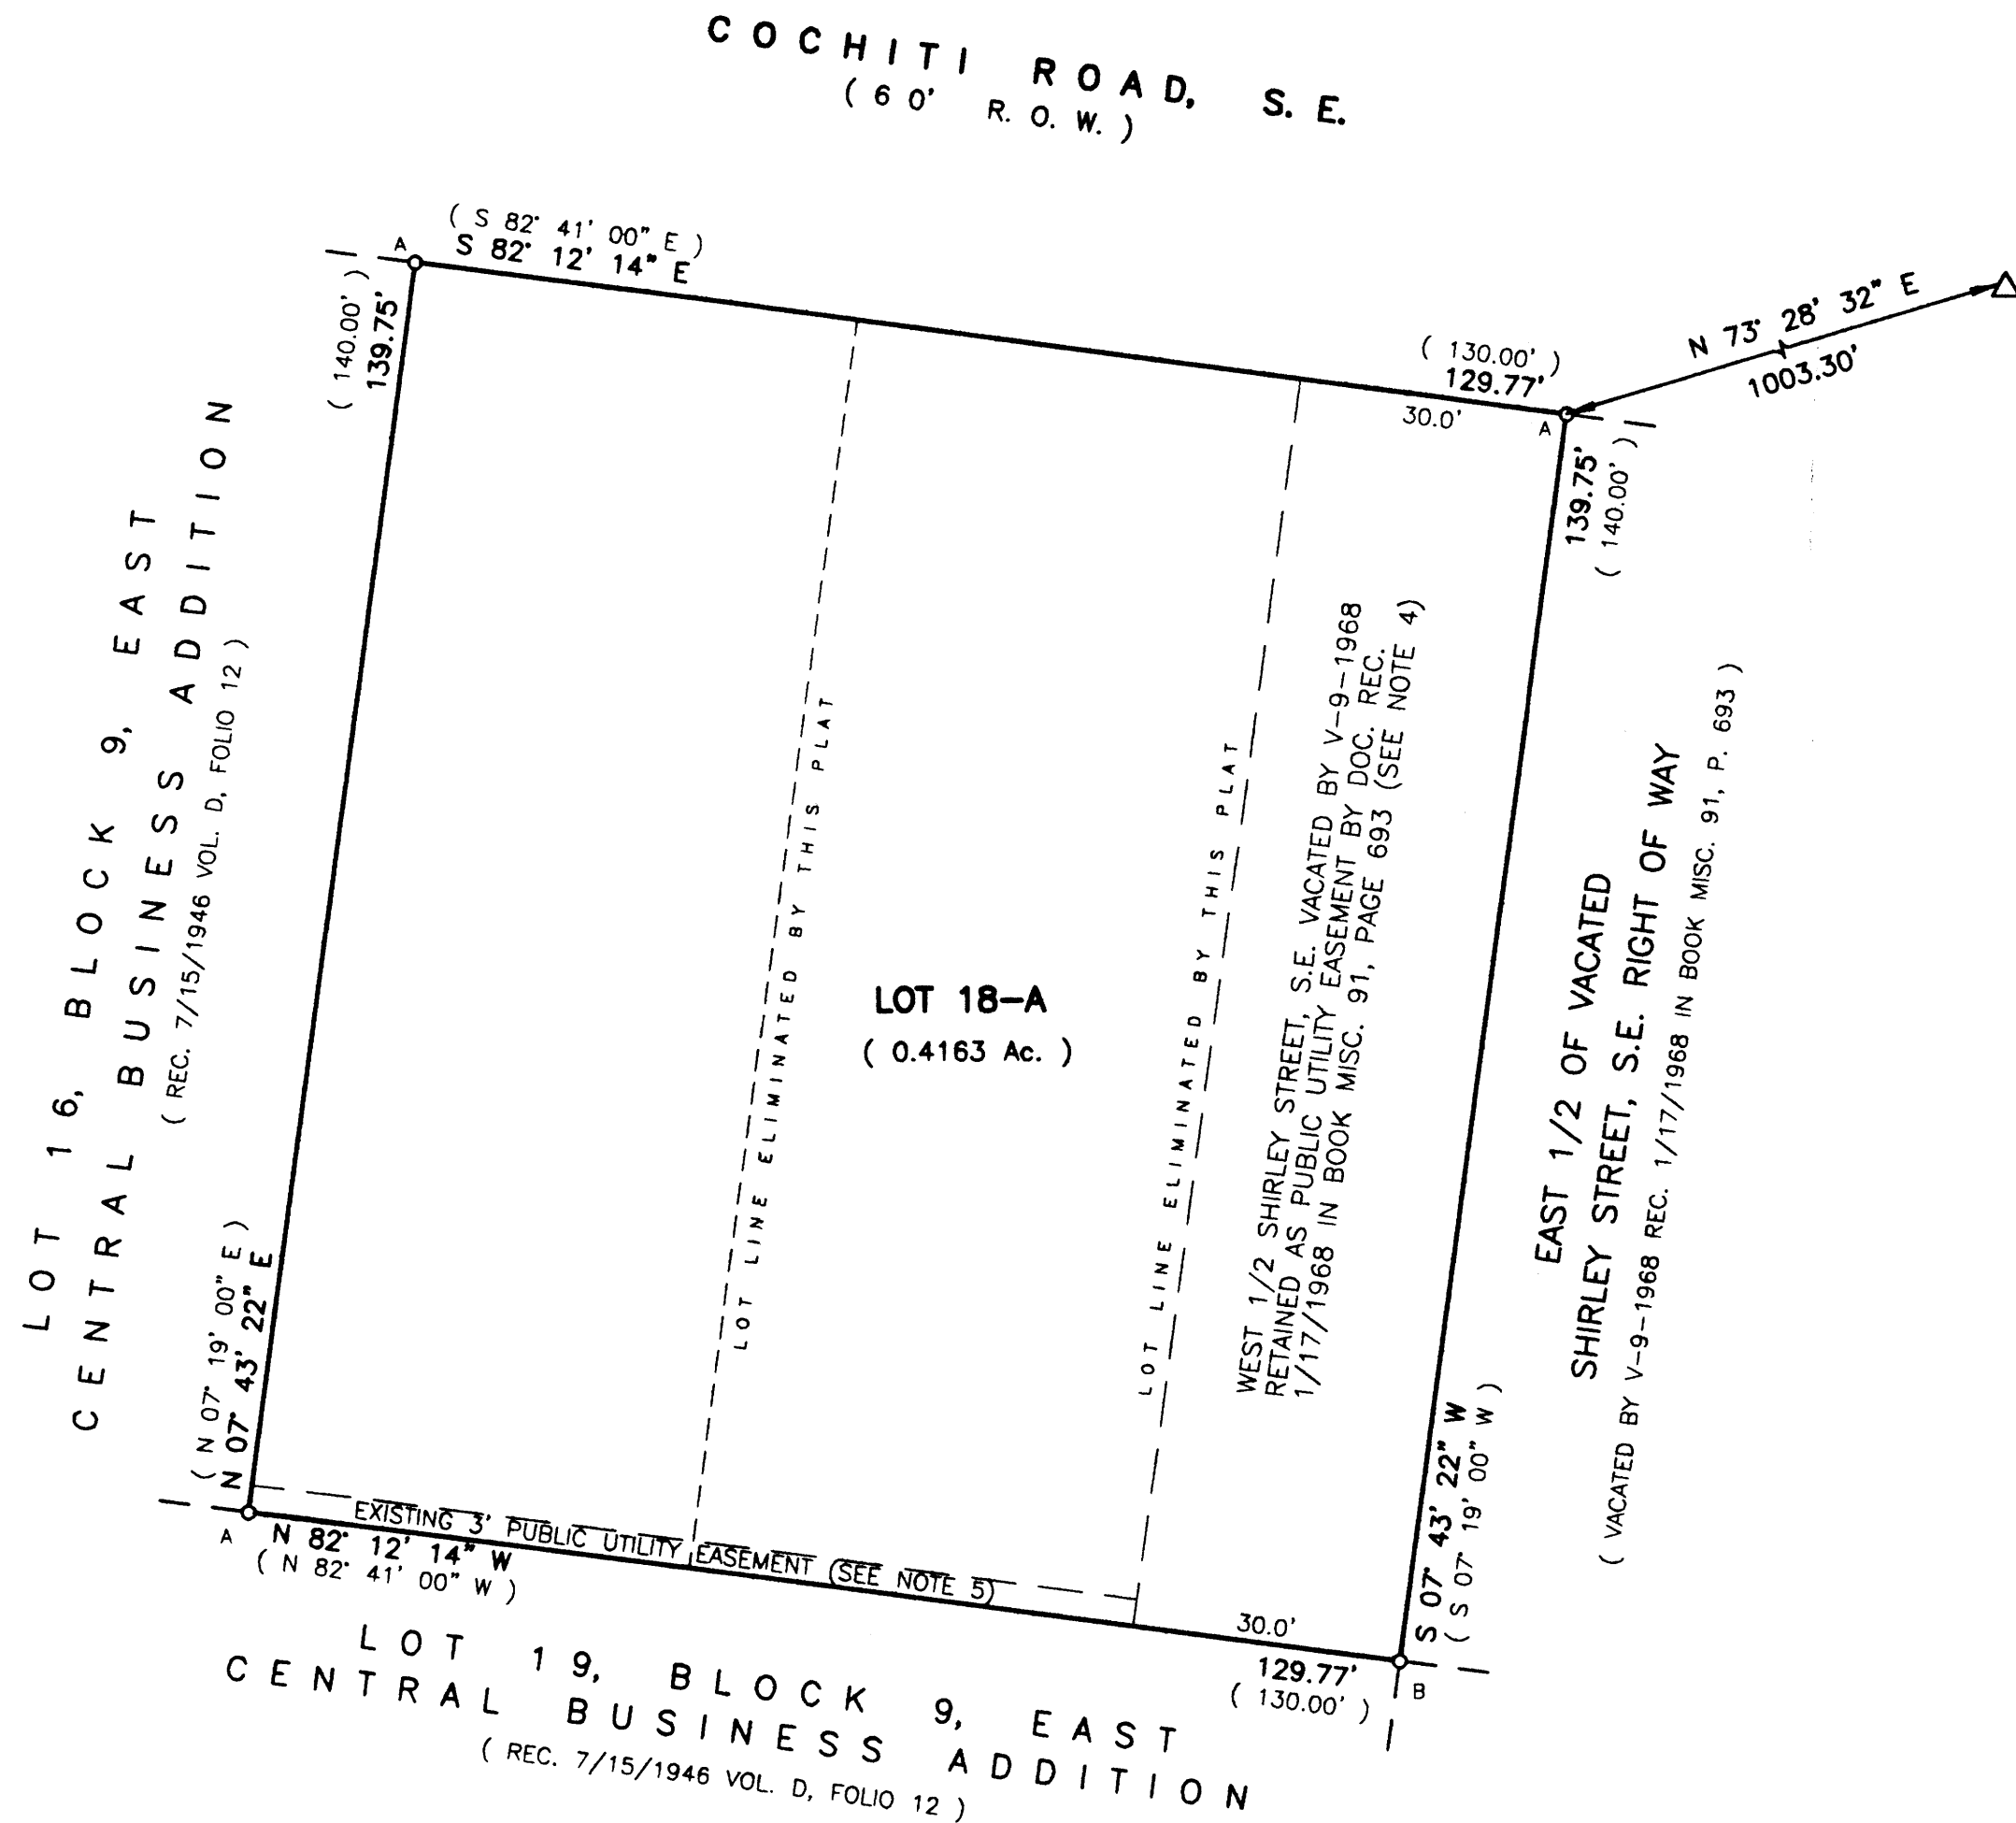 COCHITI ROAD, S. E.
( 60' R. O. W. )
( S 82° 41' 00" E )
S 82° 12' 14" E
A
( 140.00' )
139.75'
( 130.00' )
129.77'
30.0'
A
N 73° 28' 32" E
1003.30'
139.75'
( 140.00' )
LOT 16, BLOCK 9, EAST
CENTRAL BUSINESS ADDITION
( REC. 7/15/1946 VOL. D, FOLIO 12 )
LOT LINE ELIMINATED BY THIS PLAT
LOT 18-A
( 0.4163 Ac. )
LOT LINE ELIMINATED BY THIS PLAT
WEST 1/2 SHIRLEY STREET, S.E. VACATED BY V-9-1968
RETAINED AS PUBLIC UTILITY EASEMENT BY DOC. REC.
1/17/1968 IN BOOK MISC. 91, PAGE 693 (SEE NOTE 4)
EAST 1/2 OF VACATED
SHIRLEY STREET, S.E. RIGHT OF WAY
( VACATED BY V-9-1968 REC. 1/17/1968 IN BOOK MISC. 91, P. 693 )
( N 07° 19' 00" E )
N 07° 43' 22" E
S 07° 43' 22" W
( S 07° 19' 00" W )
EXISTING 3' PUBLIC UTILITY EASEMENT (SEE NOTE 5)
A
N 82° 12' 14" W
( N 82° 41' 00" W )
30.0'
129.77'
( 130.00' )
B
LOT 19, BLOCK 9, EAST
CENTRAL BUSINESS ADDITION
( REC. 7/15/1946 VOL. D, FOLIO 12 )